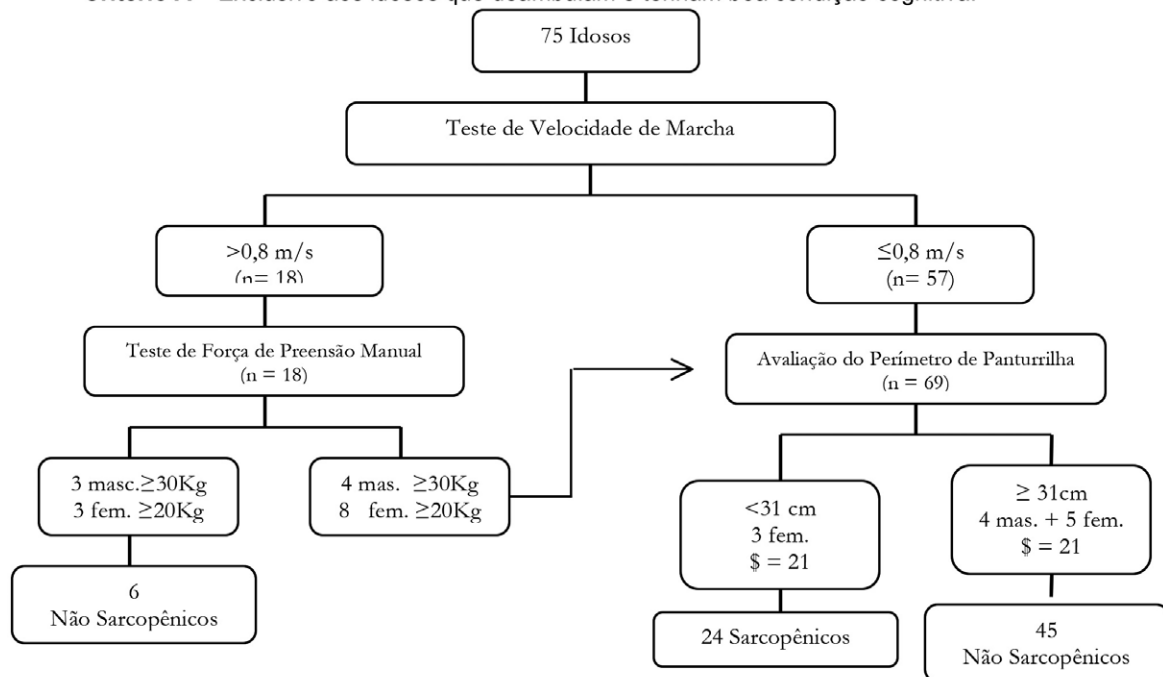 75 Idosos
Teste de Velocidade de Marcha
>0,8 m/s
(n= 18)
≤0,8 m/s
(n= 57)
Teste de Força de Preensão Manual
(n = 18)
Avaliação do Perímetro de Panturrilha
(n = 69)
3 masc.≥30Kg
3 fem. ≥20Kg
4 mas. ≥30Kg
8 fem. ≥20Kg
<31 cm
3 fem.
$ = 21
≥ 31cm
4 mas. + 5 fem.
$ = 21
6
Não Sarcopênicos
24 Sarcopênicos
45
Não Sarcopênicos